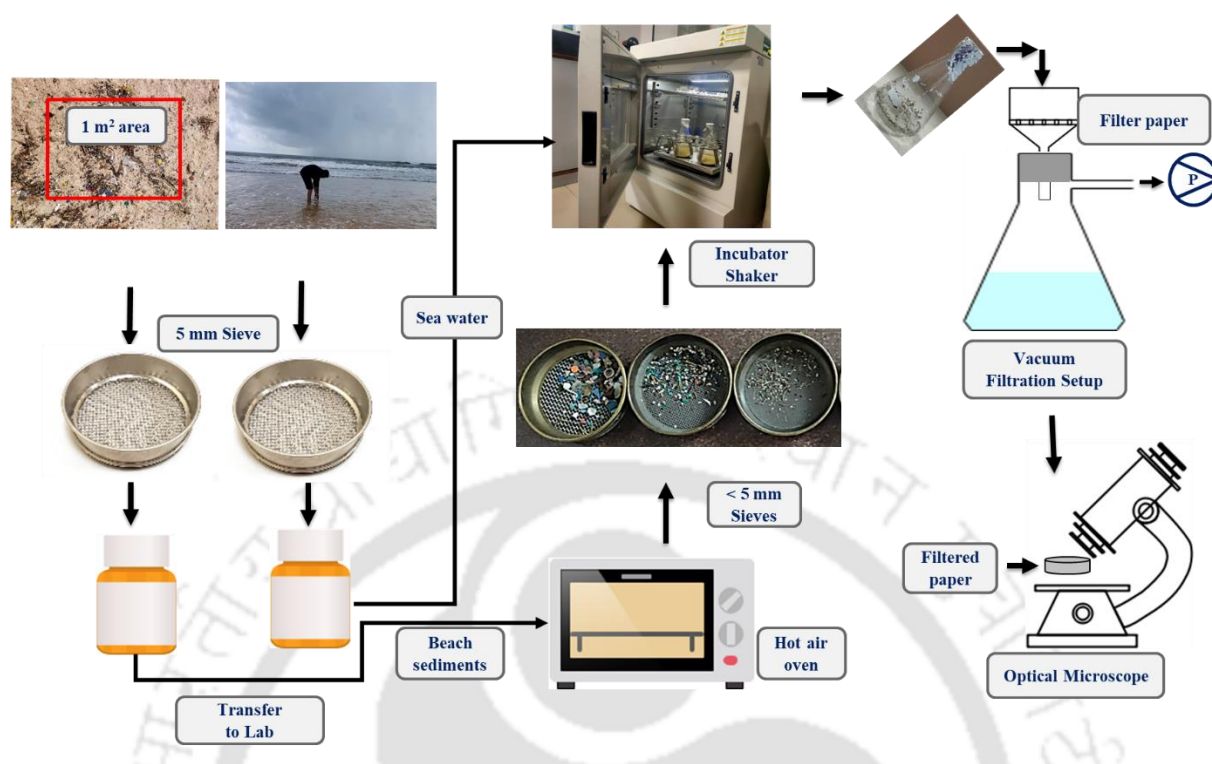 1 m² area
5 mm Sieve
Sea water
Incubator
Shaker
Filter paper
P
Vacuum
Filtration Setup
< 5 mm
Sieves
Filtered
paper
Beach
sediments
Hot air
oven
Optical Microscope
Transfer
to Lab